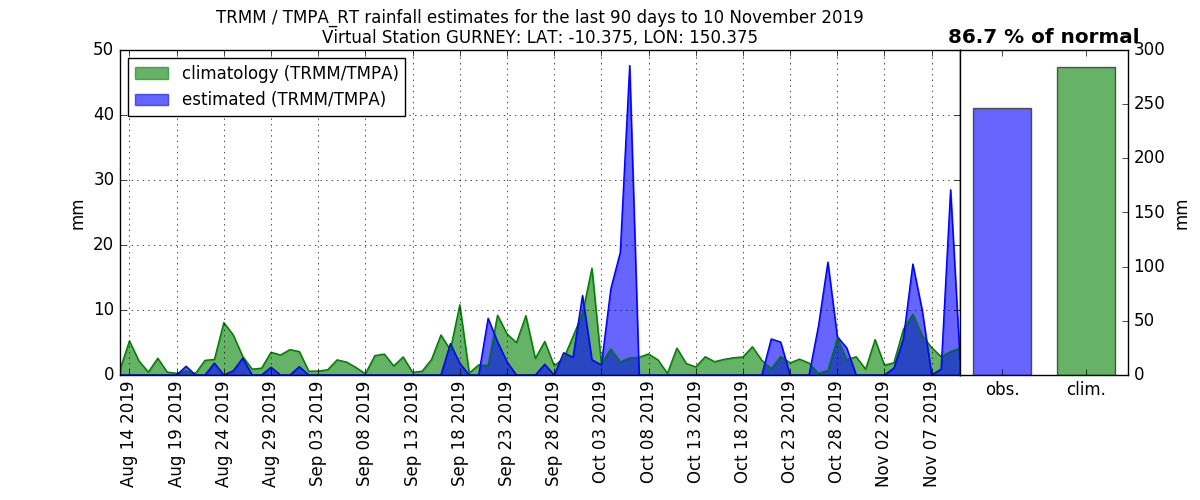 TRMM / TMPA_RT rainfall estimates for the last 90 days to 10 November 2019
Virtual Station GURNEY: LAT: -10.375, LON: 150.375
86.7 % of normal
climatology (TRMM/TMPA)
estimated (TRMM/TMPA)
50
40
30
20
10
0
mm
Aug 14 2019
Aug 19 2019
Aug 24 2019
Aug 29 2019
Sep 03 2019
Sep 08 2019
Sep 13 2019
Sep 18 2019
Sep 23 2019
Sep 28 2019
Oct 03 2019
Oct 08 2019
Oct 13 2019
Oct 18 2019
Oct 23 2019
Oct 28 2019
Nov 02 2019
Nov 07 2019
obs.
clim.
300
250
200
150
100
50
0
mm